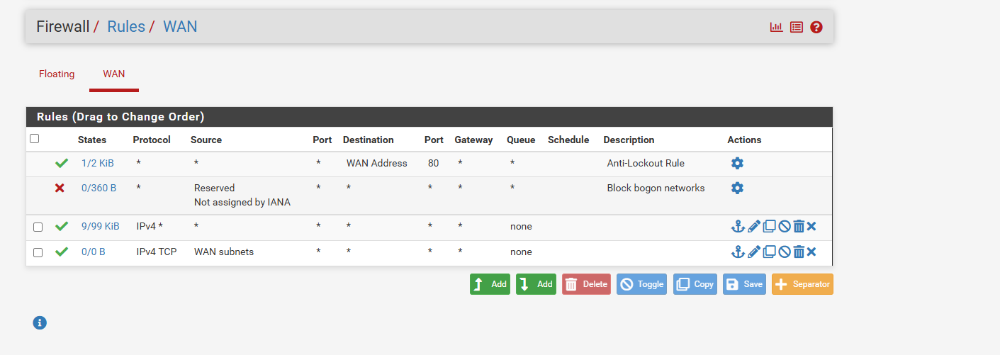 Firewall / Rules / WAN
Floating WAN
Rules (Drag to Change Order)
States Protocol Source Port Destination Port Gateway Queue Schedule Description Actions
1/2 KiB * * * WAN Address 80 * * Anti-Lockout Rule
0/360 B * Reserved * * * * * Block bogon networks
Not assigned by IANA
9/99 KiB IPv4 * * * * * * none
0/0 B IPv4 TCP WAN subnets * * * * none
Add Add Delete Toggle Copy Save Separator